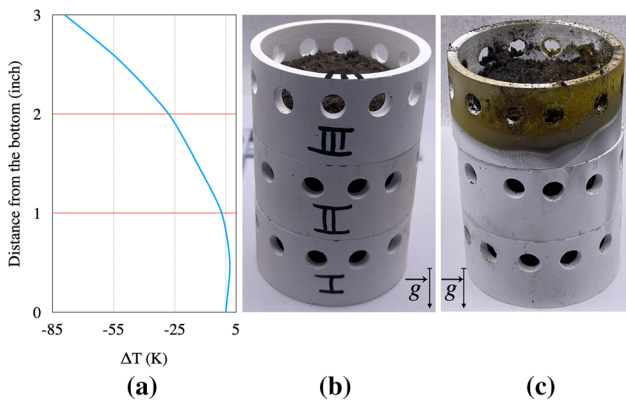 Distance from the bottom (inch)
3
2
1
0
-85
-55
-25
5
ΔT (K)
III
II
I
g
g
(a)
(b)
(c)